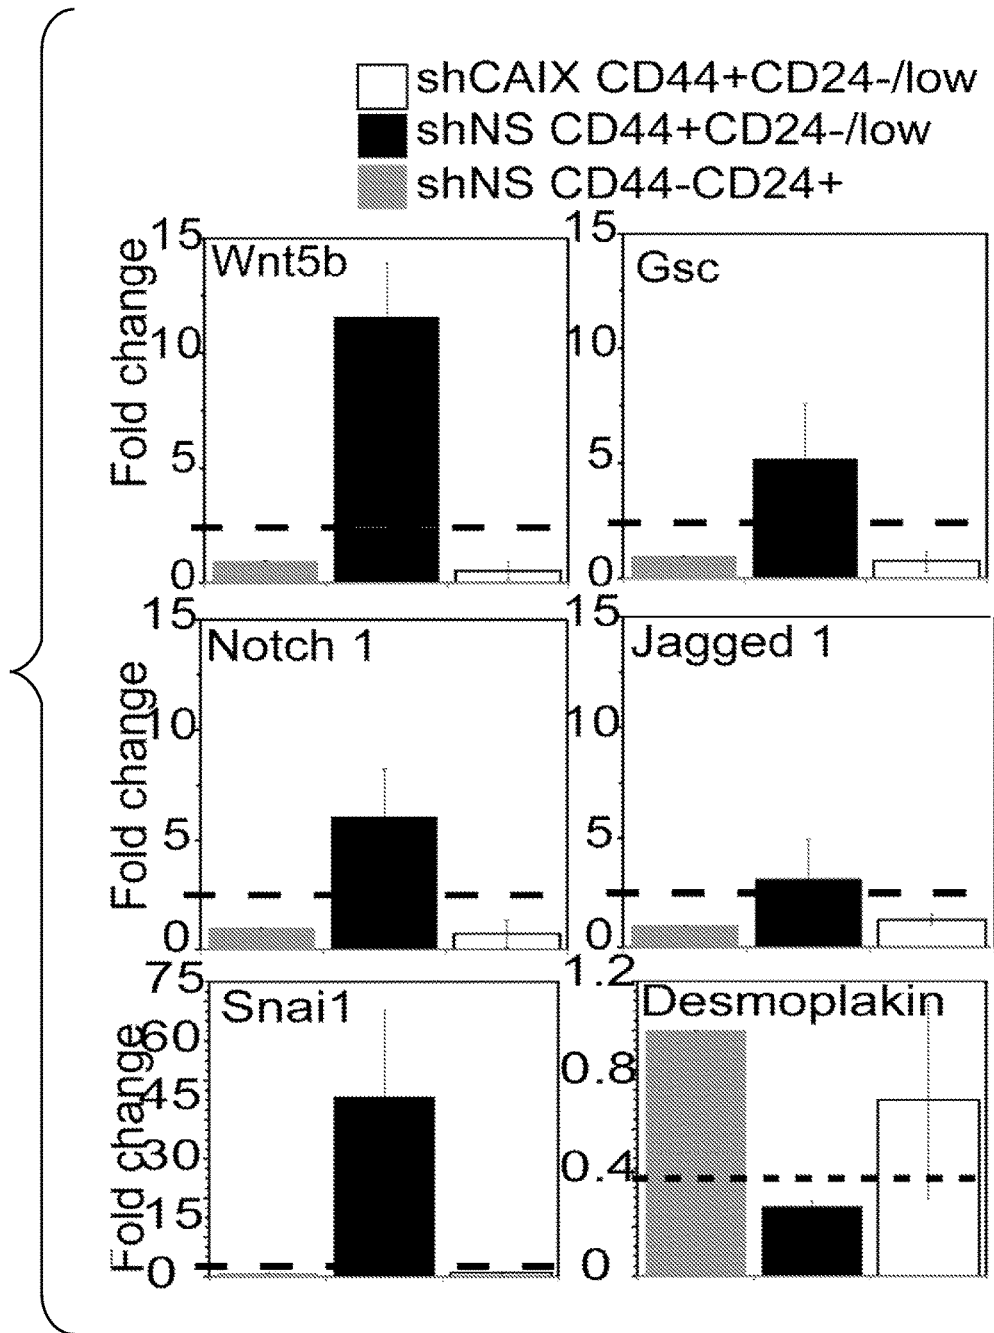 shCAIX CD44+CD24-/low
shNS CD44+CD24-/low
shNS CD44-CD24+
Fold change
15
10
5
0
Wnt5b
15
10
5
0
Gsc
Fold change
15
10
5
0
Notch 1
15
10
5
0
Jagged 1
Fold change
75
60
45
30
15
0
Snai1
1.2
0.8
0.4
0
Desmoplakin